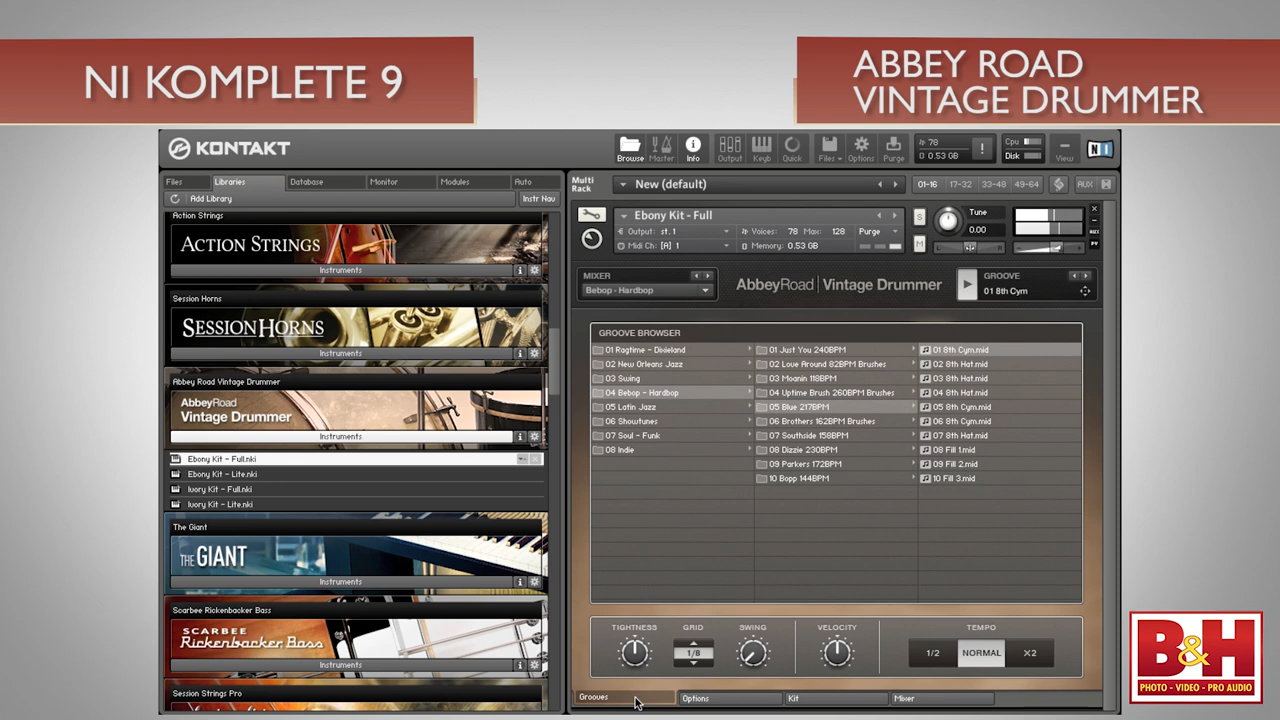 NI KOMPLETE 9
ABBEY ROAD
VINTAGE DRUMMER
KONTAKT
Browse Master Info Output Keyb Quick Files Options Purge
78
0.53 GB
!
Cpu
Disk
View
NI
Files Libraries Database Monitor Modules Auto
Add Library
Instr Nav
Action Strings
ACTION STRINGS
Instruments
Session Horns
SESSIONHORNS
Instruments
Abbey Road Vintage Drummer
AbbeyRoad
Vintage Drummer
Instruments
Ebony Kit - Full.nki
Ebony Kit - Lite.nki
Ivory Kit - Full.nki
Ivory Kit - Lite.nki
The Giant
THE GIANT
Instruments
Scarbee Rickenbacker Bass
SCARBEE
Rickenbacker Bass
Instruments
Session Strings Pro
Multi
Rack
New (default)
01-16 17-32 33-48 49-64
AUX
Ebony Kit - Full
Output: st. 1 Voices: 78 Max: 128 Purge
Midi Ch: [A] 1 Memory: 0.53 GB
S
M
Tune
0.00
MIXER
Bebop - Hardbop
AbbeyRoad | Vintage Drummer
GROOVE
01 8th Cym
GROOVE BROWSER
01 Ragtime - Dixieland 01 Just You 240BPM 01 8th Cym.mid
02 New Orleans Jazz 02 Love Around 82BPM Brushes 02 8th Hat.mid
03 Swing 03 Moanin 118BPM 03 8th Hat.mid
04 Bebop - Hardbop 04 Uptime Brush 260BPM Brushes 04 8th Hat.mid
05 Latin Jazz 05 Blue 217BPM 05 8th Cym.mid
06 Showtunes 06 Brothers 162BPM Brushes 06 8th Cym.mid
07 Soul - Funk 07 Southside 158BPM 07 8th Hat.mid
08 Indie 08 Dizzie 230BPM 08 Fill 1.mid
09 Parkers 172BPM 09 Fill 2.mid
10 Bopp 144BPM 10 Fill 3.mid
TIGHTNESS GRID SWING VELOCITY TEMPO
1/8
1/2 NORMAL X2
Grooves Options Kit Mixer
B&H
PHOTO - VIDEO - PRO AUDIO